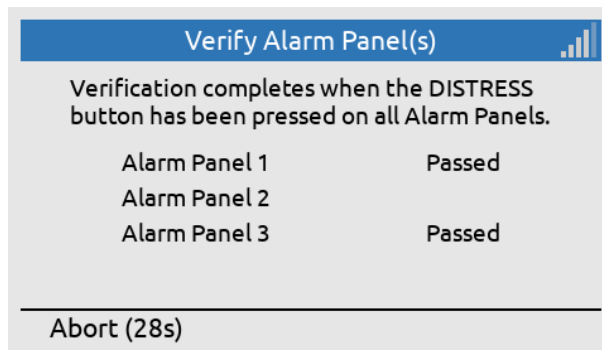 Verify Alarm Panel(s)
Verification completes when the DISTRESS
button has been pressed on all Alarm Panels.
Alarm Panel 1 Passed
Alarm Panel 2
Alarm Panel 3 Passed
Abort (28s)